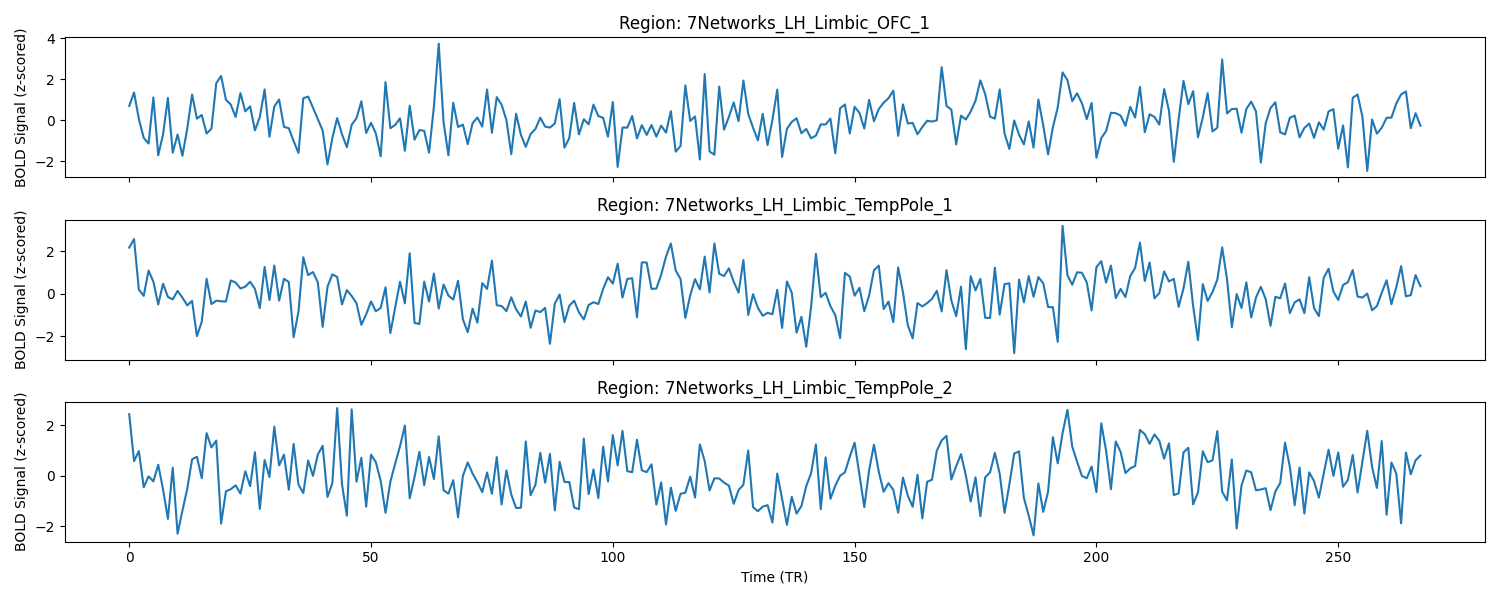 Region: 7Networks_LH_Limbic_OFC_1
BOLD Signal (z-scored)
4
2
0
−2
Region: 7Networks_LH_Limbic_TempPole_1
BOLD Signal (z-scored)
2
0
−2
Region: 7Networks_LH_Limbic_TempPole_2
BOLD Signal (z-scored)
2
0
−2
0 50 100 150 200 250
Time (TR)